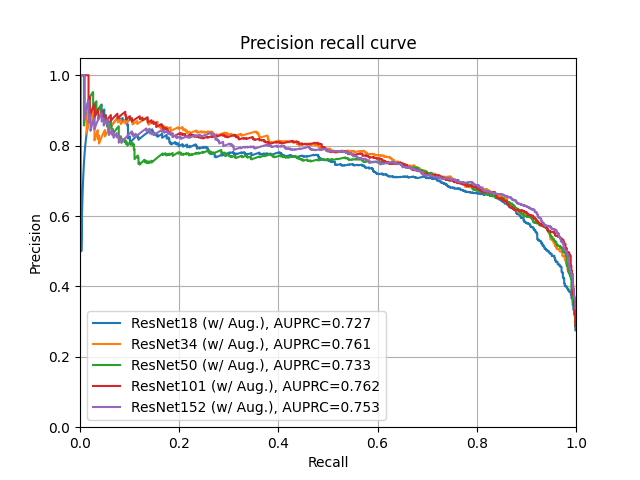 Precision recall curve
1.0
0.8
0.6
0.4
0.2
0.0
Precision
ResNet18 (w/ Aug.), AUPRC=0.727
ResNet34 (w/ Aug.), AUPRC=0.761
ResNet50 (w/ Aug.), AUPRC=0.733
ResNet101 (w/ Aug.), AUPRC=0.762
ResNet152 (w/ Aug.), AUPRC=0.753
0.0 0.2 0.4 0.6 0.8 1.0
Recall